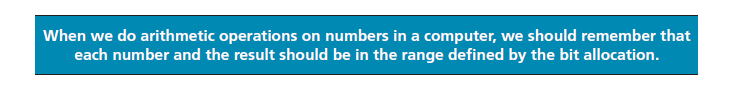 When we do arithmetic operations on numbers in a computer, we should remember that
each number and the result should be in the range defined by the bit allocation.